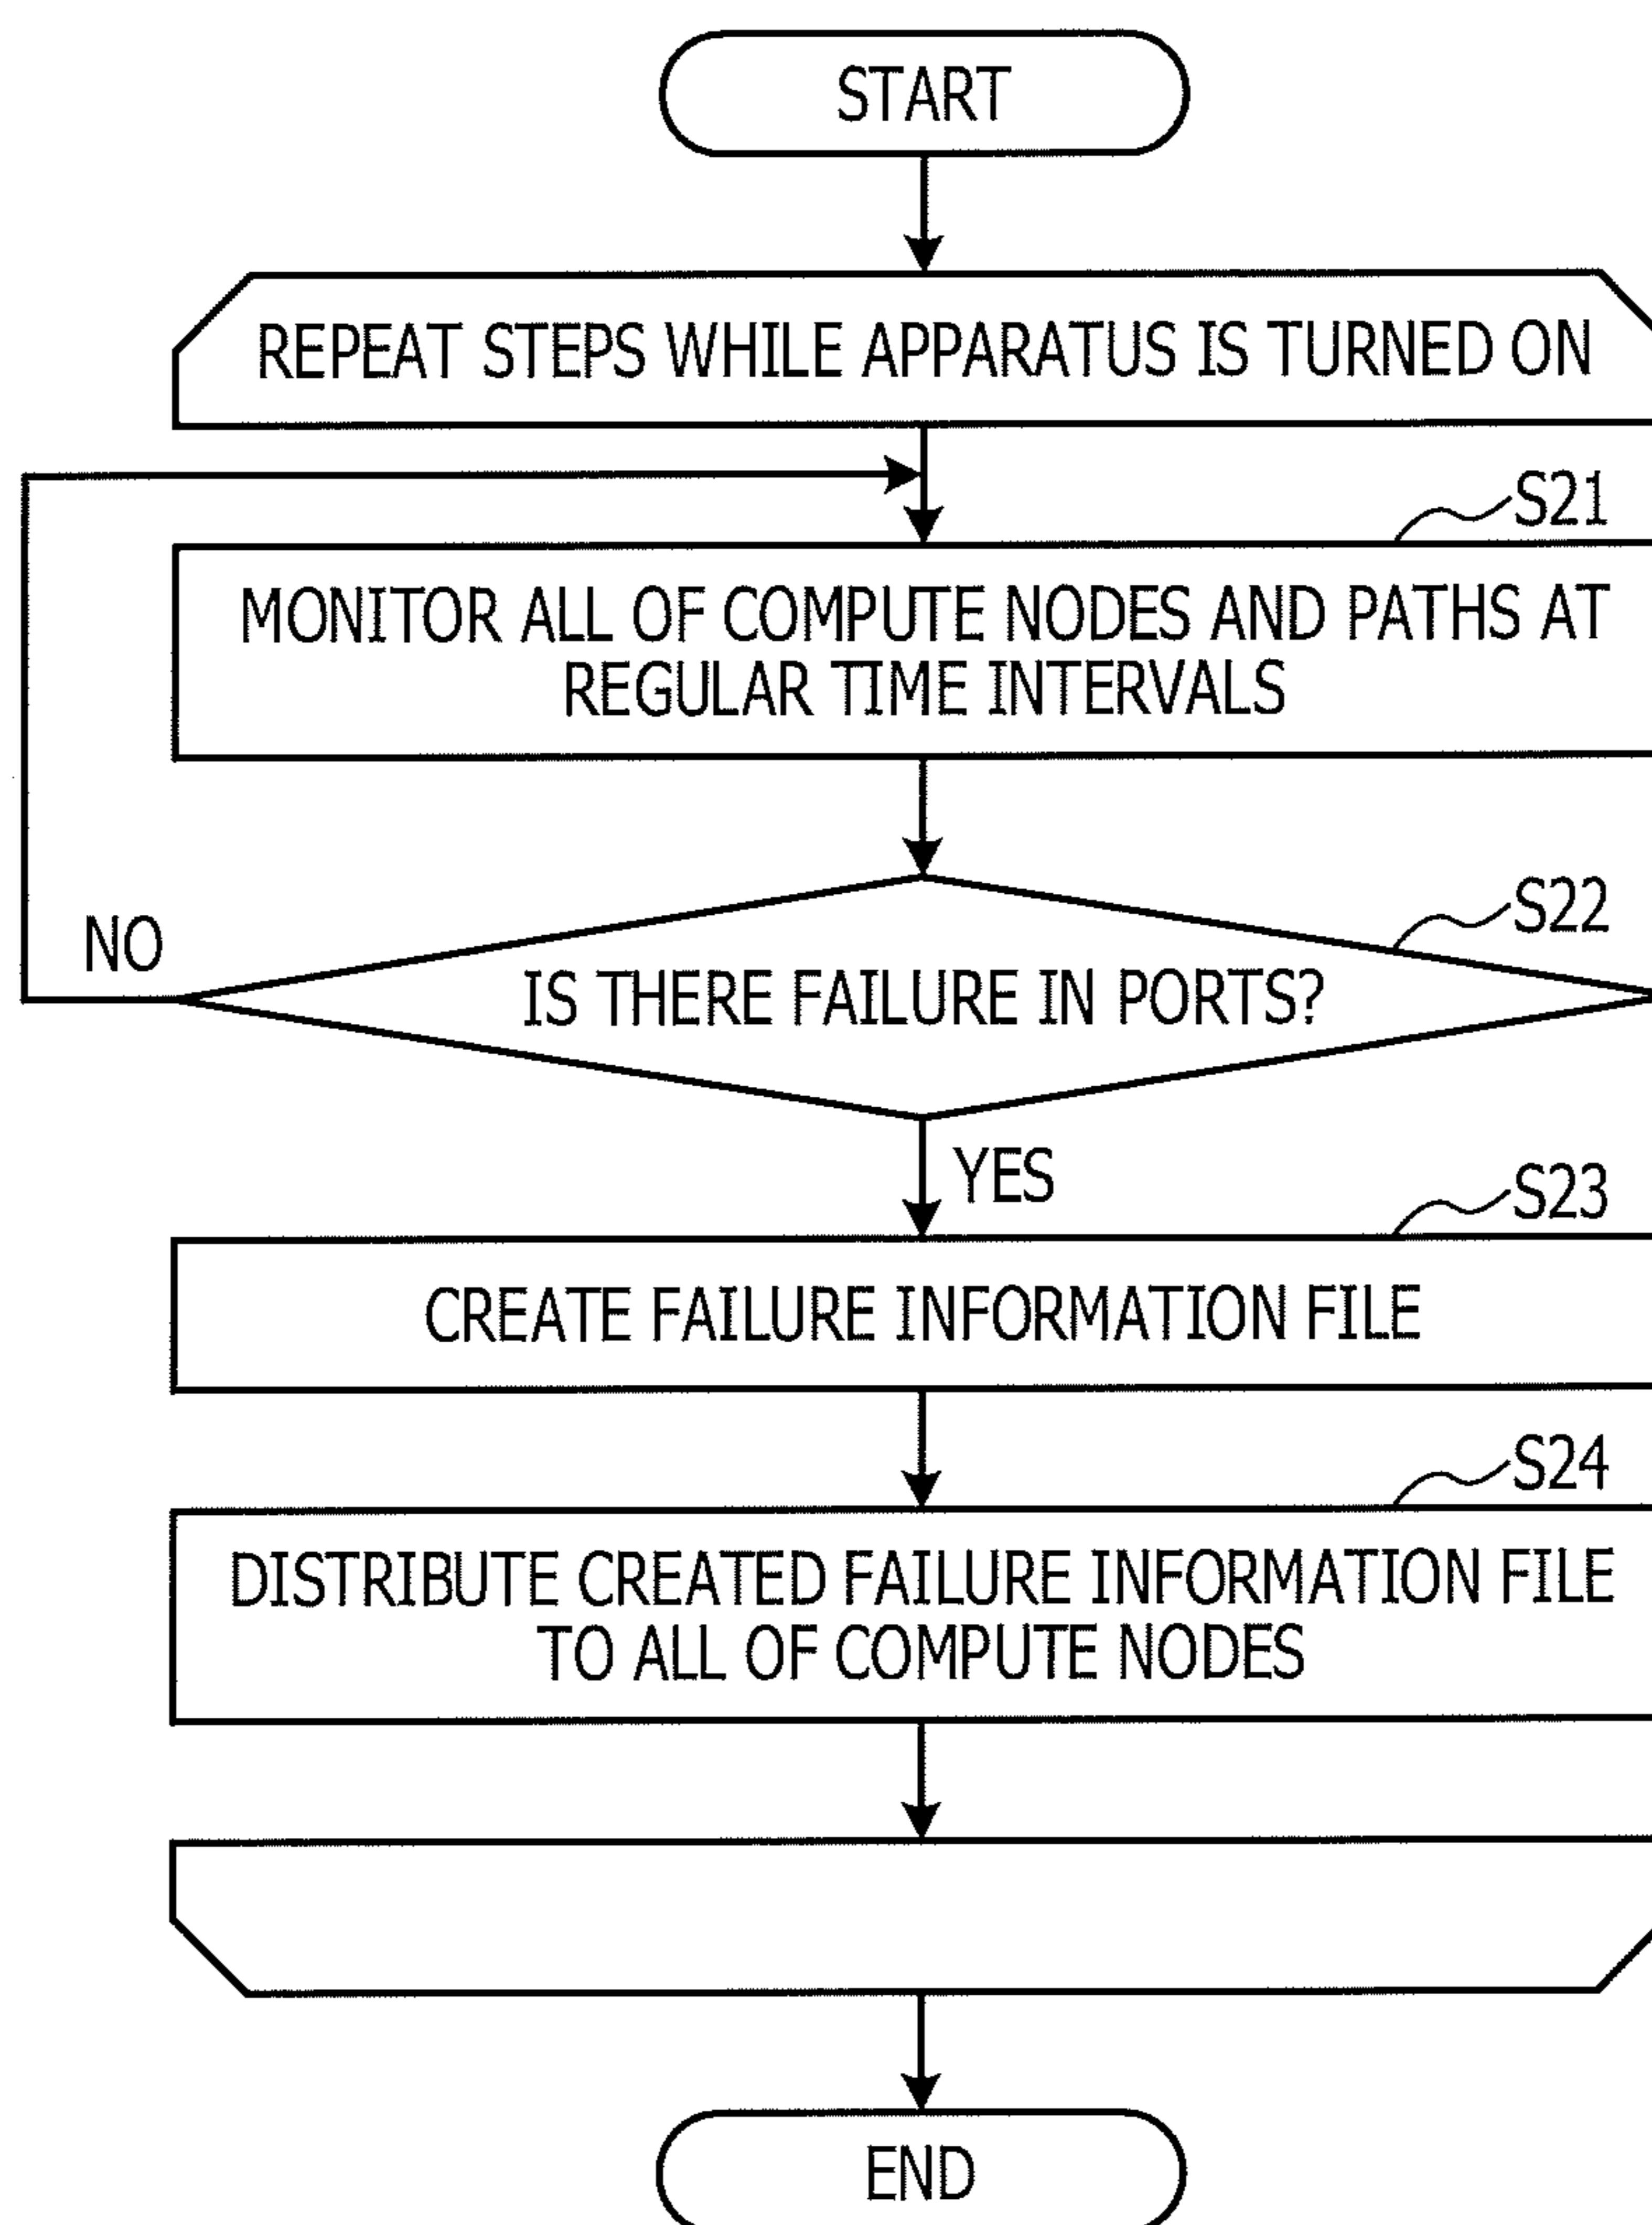 START
REPEAT STEPS WHILE APPARATUS IS TURNED ON
S21
MONITOR ALL OF COMPUTE NODES AND PATHS AT
REGULAR TIME INTERVALS
S22
NO
IS THERE FAILURE IN PORTS?
YES
S23
CREATE FAILURE INFORMATION FILE
S24
DISTRIBUTE CREATED FAILURE INFORMATION FILE
TO ALL OF COMPUTE NODES
END